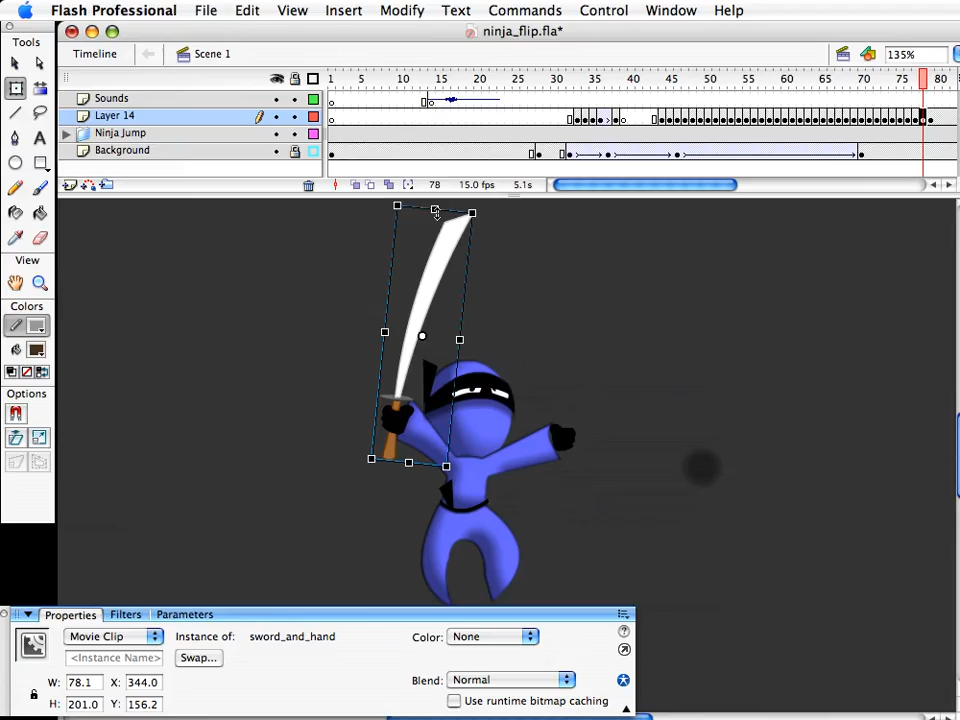 Flash Professional File Edit View Insert Modify Text Commands Control Window Help
ninja_flip.fla*
Tools
Timeline Scene 1 135%
1 5 10 15 20 25 30 35 40 45 50 55 60 65 70 75 80
Sounds
Layer 14
Ninja Jump
Background
78 15.0 fps 5.1s
View
Colors
Options
Properties Filters Parameters
Movie Clip Instance of: sword_and_hand Color: None
<Instance Name> Swap...
W: 78.1 X: 344.0 Blend: Normal
H: 201.0 Y: 156.2 Use runtime bitmap caching